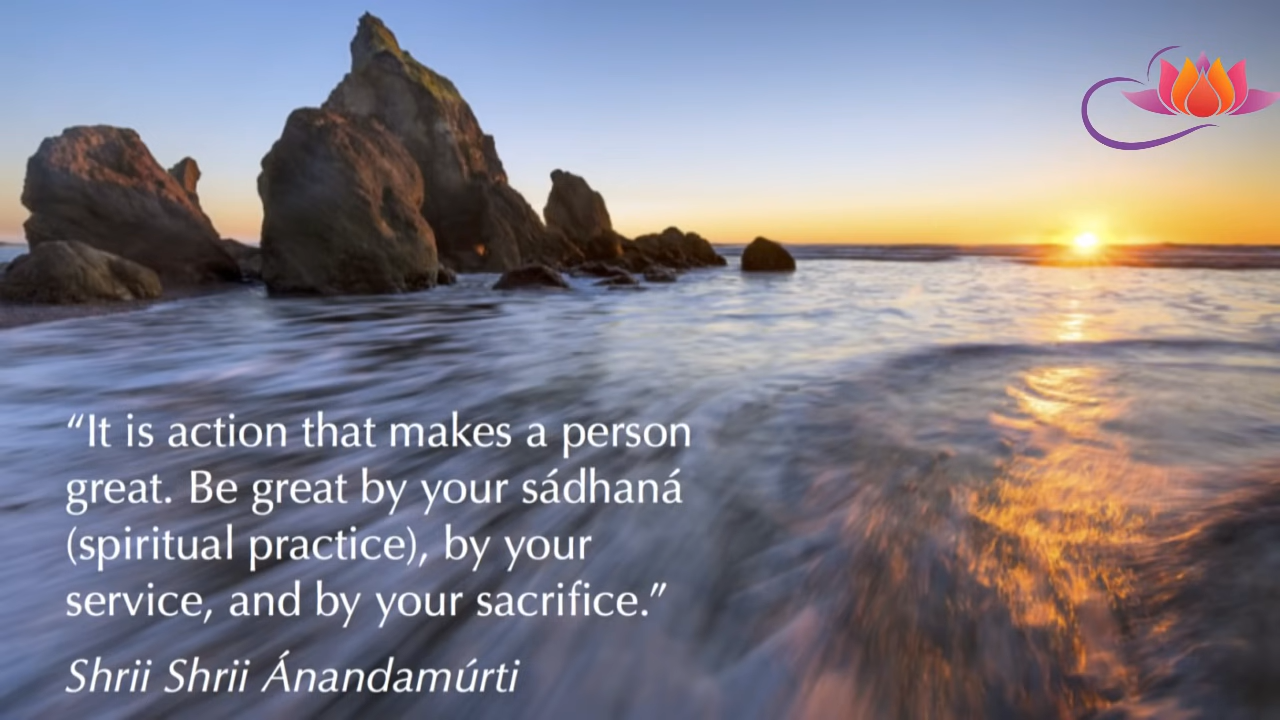 “It is action that makes a person
great. Be great by your sádhaná
(spiritual practice), by your
service, and by your sacrifice.”
Shrii Shrii Ánandamúrti